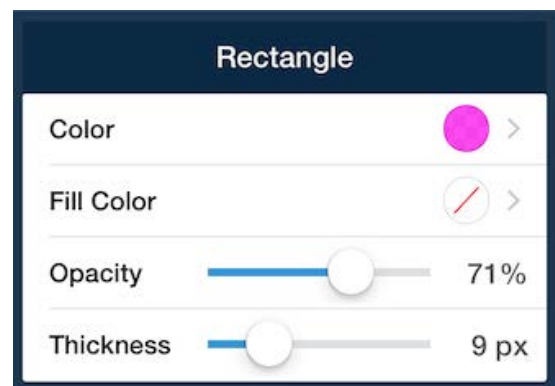 Rectangle
Color
Fill Color
Opacity 71%
Thickness 9 px